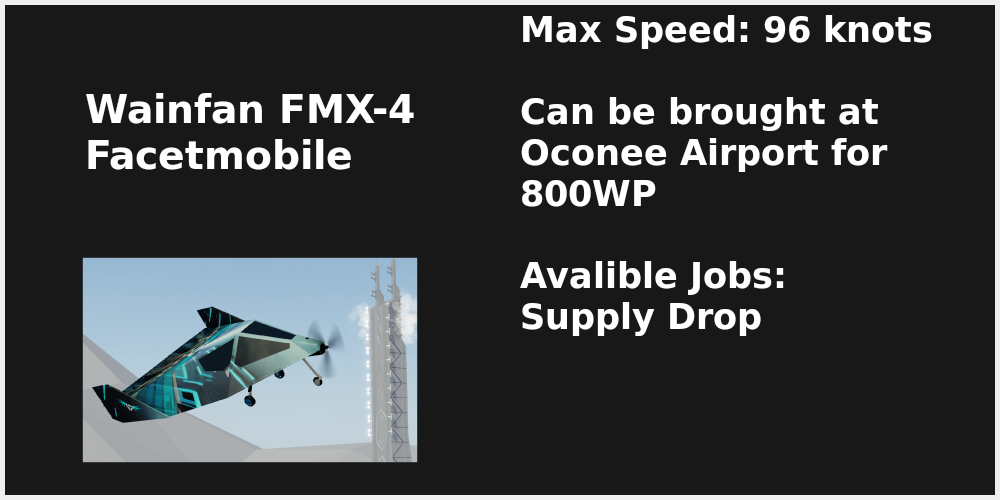 Wainfan FMX-4
Facetmobile
Max Speed: 96 knots
Can be brought at
Oconee Airport for
800WP
Avalible Jobs:
Supply Drop